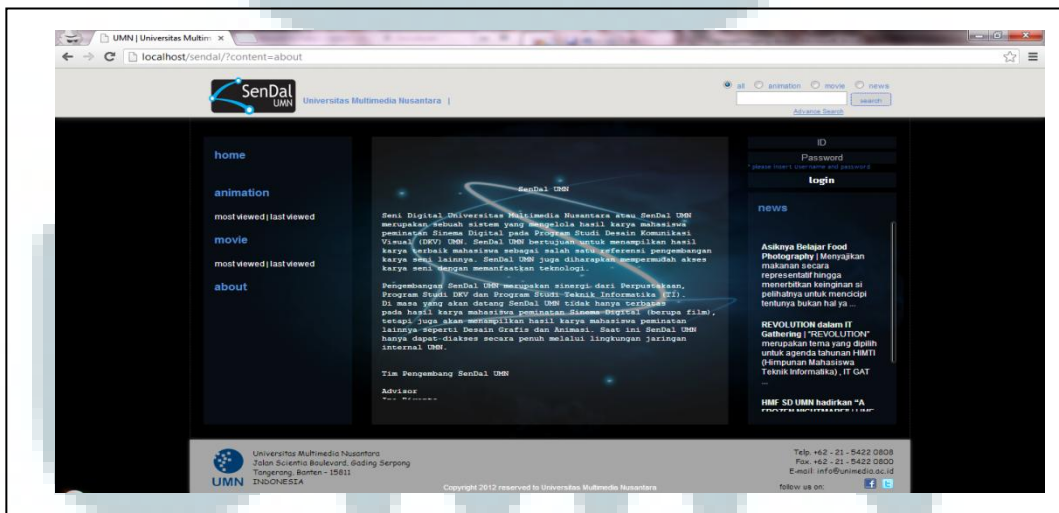 UMN | Universitas Multim
localhost/sendal/?content=about
SenDal
UMN
Universitas Multimedia Nusantara |
all animation movie news
search
Advance Search
home
animation
most viewed | last viewed
movie
most viewed | last viewed
about
SenDal UMN
Seni Digital Universitas Multimedia Nusantara atau SenDal UMN
merupakan sebuah sistem yang mengelola hasil karya mahasiswa
peminatan Sinema Digital pada Program Studi Desain Komunikasi
Visual (DKV) UMN. SenDal UMN bertujuan untuk menampilkan hasil
karya terbaik mahasiswa sebagai salah satu referensi pengembangan
karya seni lainnya. SenDal UMN juga diharapkan mempermudah akses
karya seni dengan memanfaatkan teknologi.
Pengembangan SenDal UMN merupakan sinergi dari Perpustakaan,
Program Studi DKV dan Program Studi Teknik Informatika (TI).
Di masa yang akan datang SenDal UMN tidak hanya terbatas
pada hasil karya mahasiswa peminatan Sinema Digital (berupa film),
tetapi juga akan menampilkan hasil karya mahasiswa peminatan
lainnya seperti Desain Grafis dan Animasi. Saat ini SenDal UMN
hanya dapat diakses secara penuh melalui lingkungan jaringan
internal UMN.
Tim Pengembang SenDal UMN
Advisor
ID
Password
* please insert username and password
login
news
Asiknya Belajar Food
Photography | Menyajikan
makanan secara
representatif hingga
menerbitkan keinginan si
pelihatnya untuk mencicipi
tentunya bukan hal ya ...
REVOLUTION dalam IT
Gathering | "REVOLUTION"
merupakan tema yang dipilih
untuk agenda tahunan HIMTI
(Himpunan Mahasiswa
Teknik Informatika) , IT GAT
...
HMF SD UMN hadirkan "A
FROZEN NIGHTMARE" |
UMN
Universitas Multimedia Nusantara
Jalan Scientia Boulevard, Gading Serpong
Tangerang, Banten - 15811
INDONESIA
Copyright 2012 reserved to Universitas Multimedia Nusantara
Telp. +62 - 21 - 5422 0808
Fax. +62 - 21 - 5422 0800
E-mail: info@unimedia.ac.id
follow us on: